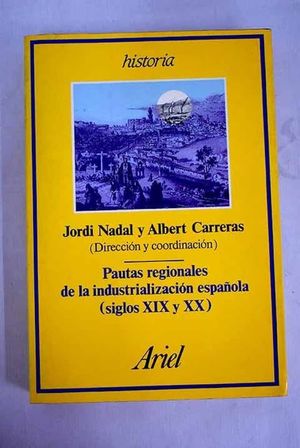 historia
Jordi Nadal y Albert Carreras
(Dirección y coordinación)
Pautas regionales
de la industrialización española
(siglos XIX y XX)
Ariel